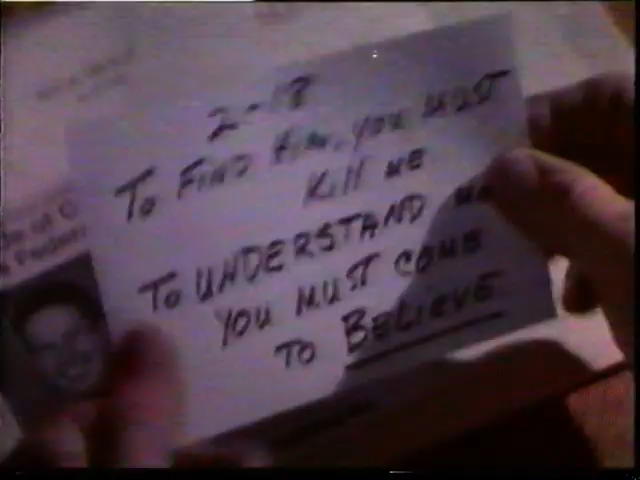 2-18
To FIND Him, you MUST
Kill ME
To UNDERSTAND
you MUST COME
TO BELIEVE